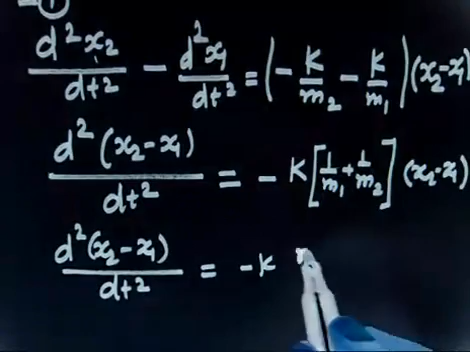 ①
d²x₂/dt² - d²x₁/dt² = (-k/m₂ - k/m₁)(x₂-x₁)
d²(x₂-x₁)/dt² = -k[1/m₁+1/m₂](x₂-x₁)
d²(x₂-x₁)/dt² = -k